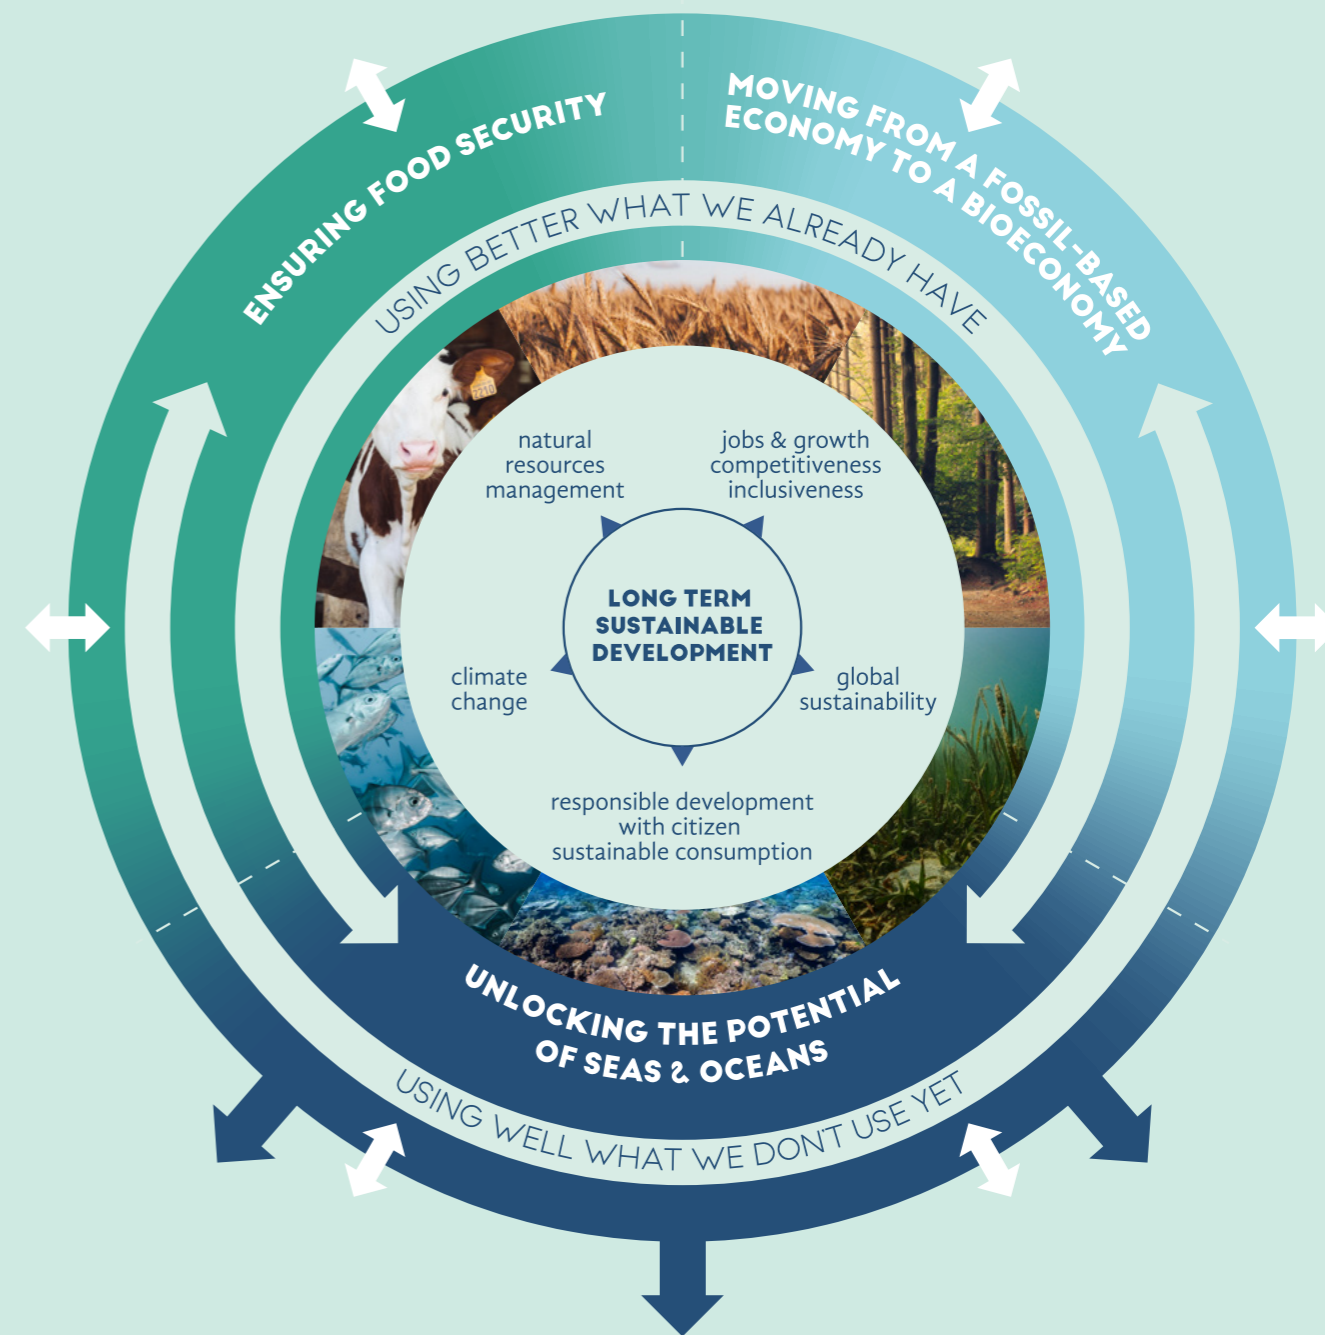 ENSURING FOOD SECURITY
MOVING FROM A FOSSIL-BASED
ECONOMY TO A BIOECONOMY
USING BETTER WHAT WE ALREADY HAVE
2210
natural
resources
management
jobs & growth
competitiveness
inclusiveness
LONG TERM
SUSTAINABLE
DEVELOPMENT
climate
change
global
sustainability
responsible development
with citizen
sustainable consumption
UNLOCKING THE POTENTIAL
OF SEAS & OCEANS
USING WELL WHAT WE DON'T USE YET